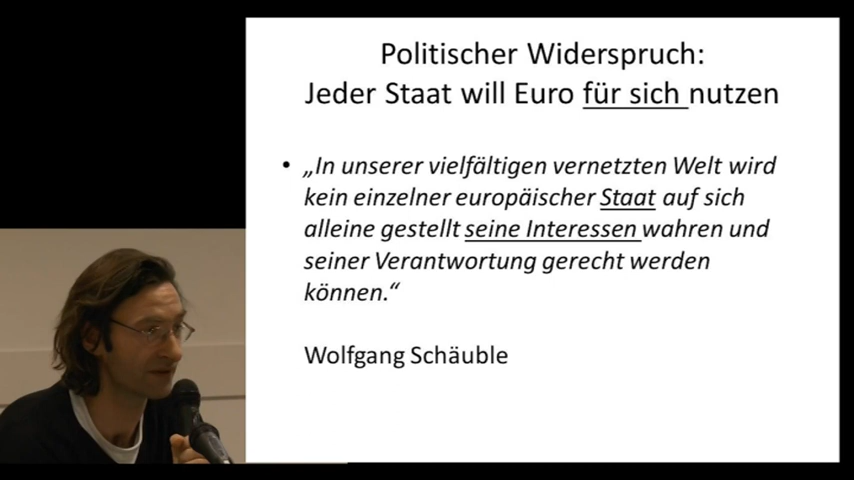 Politischer Widerspruch:
Jeder Staat will Euro für sich nutzen
• „In unserer vielfältigen vernetzten Welt wird
kein einzelner europäischer Staat auf sich
alleine gestellt seine Interessen wahren und
seiner Verantwortung gerecht werden
können.“
Wolfgang Schäuble